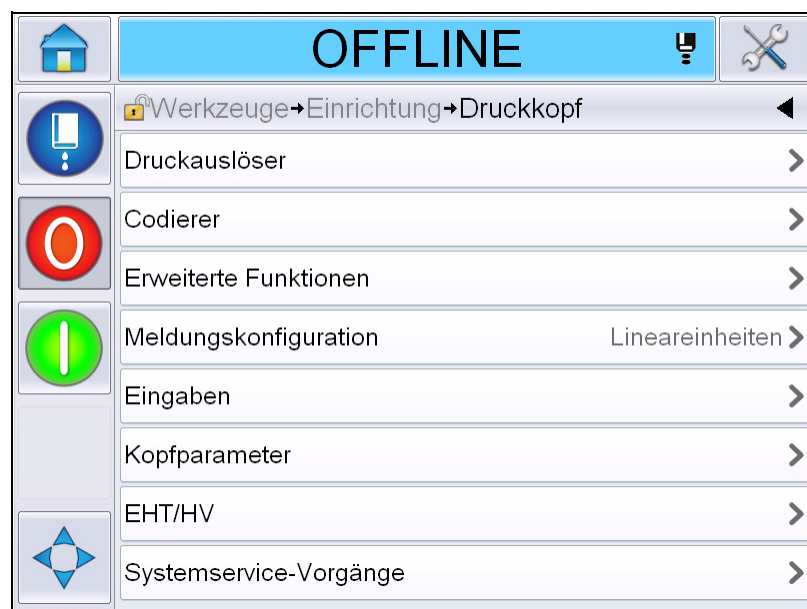 OFFLINE
Werkzeuge→Einrichtung→Druckkopf
Druckauslöser
Codierer
Erweiterte Funktionen
Meldungskonfiguration Lineareinheiten
Eingaben
Kopfparameter
EHT/HV
Systemservice-Vorgänge